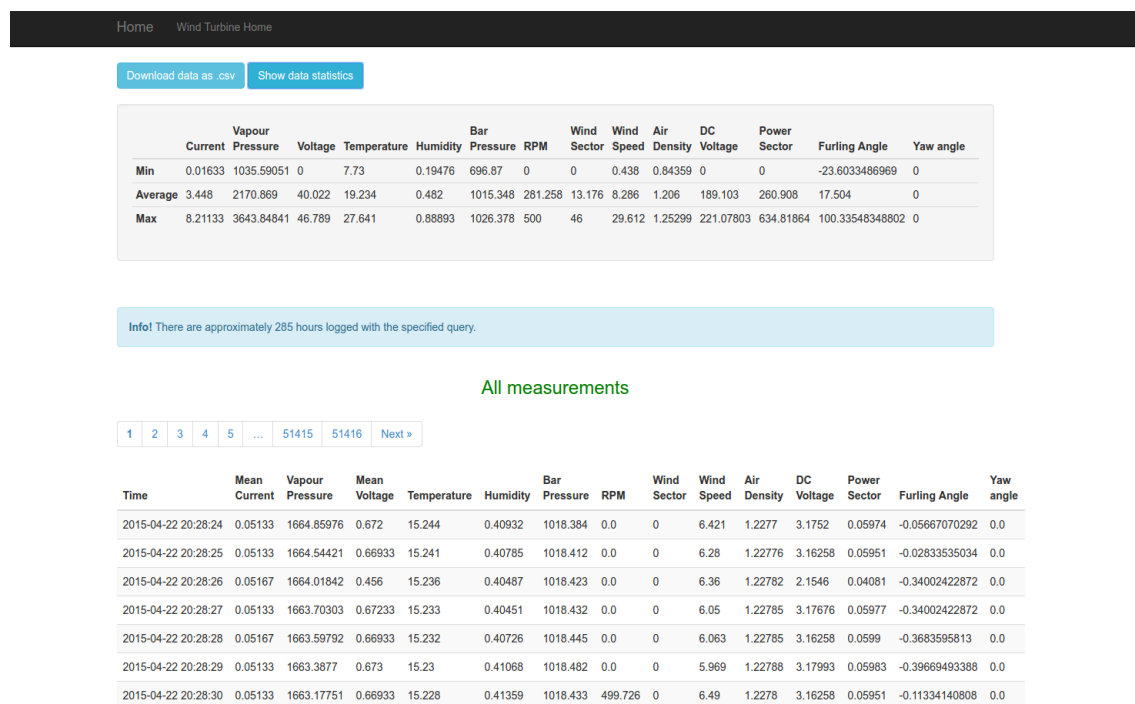 Home Wind Turbine Home
Download data as .csv Show data statistics
Current Vapour Pressure Voltage Temperature Humidity Bar Pressure RPM Wind Sector Wind Speed Air Density DC Voltage Power Sector Furling Angle Yaw angle
Min 0.01633 1035.59051 0 7.73 0.19476 696.87 0 0 0.438 0.84359 0 0 -23.6033486969 0
Average 3.448 2170.869 40.022 19.234 0.482 1015.348 281.258 13.176 8.286 1.206 189.103 260.908 17.504 0
Max 8.21133 3643.84841 46.789 27.641 0.88893 1026.378 500 46 29.612 1.25299 221.07803 634.81864 100.33548348802 0
Info! There are approximately 285 hours logged with the specified query.
All measurements
1 2 3 4 5 ... 51415 51416 Next »
Time Mean Current Vapour Pressure Mean Voltage Temperature Humidity Bar Pressure RPM Wind Sector Wind Speed Air Density DC Voltage Power Sector Furling Angle Yaw angle
2015-04-22 20:28:24 0.05133 1664.85976 0.672 15.244 0.40932 1018.384 0.0 0 6.421 1.2277 3.1752 0.05974 -0.05667070292 0.0
2015-04-22 20:28:25 0.05133 1664.54421 0.66933 15.241 0.40785 1018.412 0.0 0 6.28 1.22776 3.16258 0.05951 -0.02833535034 0.0
2015-04-22 20:28:26 0.05167 1664.01842 0.456 15.236 0.40487 1018.423 0.0 0 6.36 1.22782 2.1546 0.04081 -0.34002422872 0.0
2015-04-22 20:28:27 0.05133 1663.70303 0.67233 15.233 0.40451 1018.432 0.0 0 6.05 1.22785 3.17676 0.05977 -0.34002422872 0.0
2015-04-22 20:28:28 0.05167 1663.59792 0.66933 15.232 0.40726 1018.445 0.0 0 6.063 1.22785 3.16258 0.0599 -0.3683595813 0.0
2015-04-22 20:28:29 0.05133 1663.3877 0.673 15.23 0.41068 1018.482 0.0 0 5.969 1.22788 3.17993 0.05983 -0.39669493388 0.0
2015-04-22 20:28:30 0.05133 1663.17751 0.66933 15.228 0.41359 1018.433 499.726 0 6.49 1.2278 3.16258 0.05951 -0.11334140808 0.0